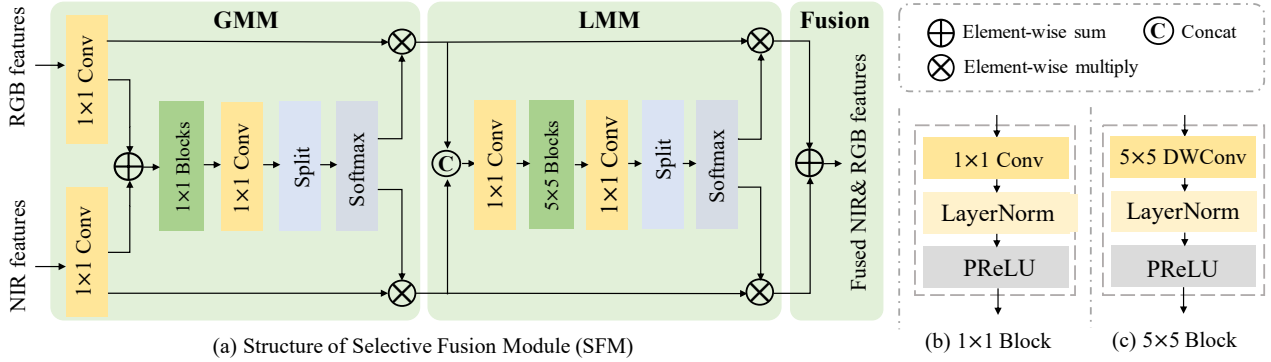 GMM
LMM
Fusion
RGB features
NIR features
1×1 Conv
1×1 Conv
1×1 Blocks
1×1 Conv
Split
Softmax
C
1×1 Conv
5×5 Blocks
1×1 Conv
Split
Softmax
Fused NIR& RGB features
(a) Structure of Selective Fusion Module (SFM)
Element-wise sum
C Concat
Element-wise multiply
1×1 Conv
LayerNorm
PReLU
(b) 1×1 Block
5×5 DWConv
LayerNorm
PReLU
(c) 5×5 Block